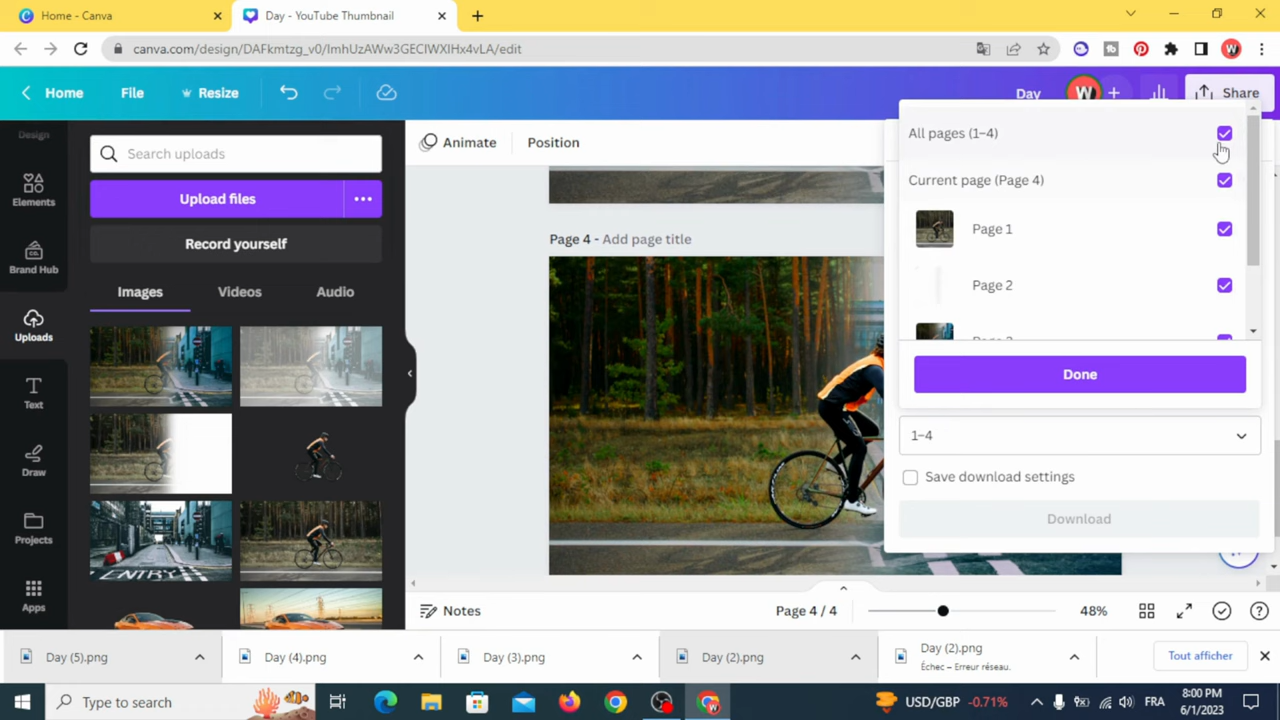 Home - Canva
Day - YouTube Thumbnail
canva.com/design/DAFkmtzg_v0/ImhUzAWw3GECIWXIHx4vLA/edit
Home
File
Resize
Day
W
Share
Design
Elements
Brand Hub
Uploads
Text
Draw
Projects
Apps
Search uploads
Upload files
Record yourself
Images
Videos
Audio
ENTRY
Animate
Position
Page 4 - Add page title
All pages (1–4)
Current page (Page 4)
Page 1
Page 2
Done
1–4
Save download settings
Download
Notes
Page 4 / 4
48%
Day (5).png
Day (4).png
Day (3).png
Day (2).png
Day (2).png
Échec – Erreur réseau.
Tout afficher
Type here to search
USD/GBP -0.71%
FRA
8:00 PM
6/1/2023